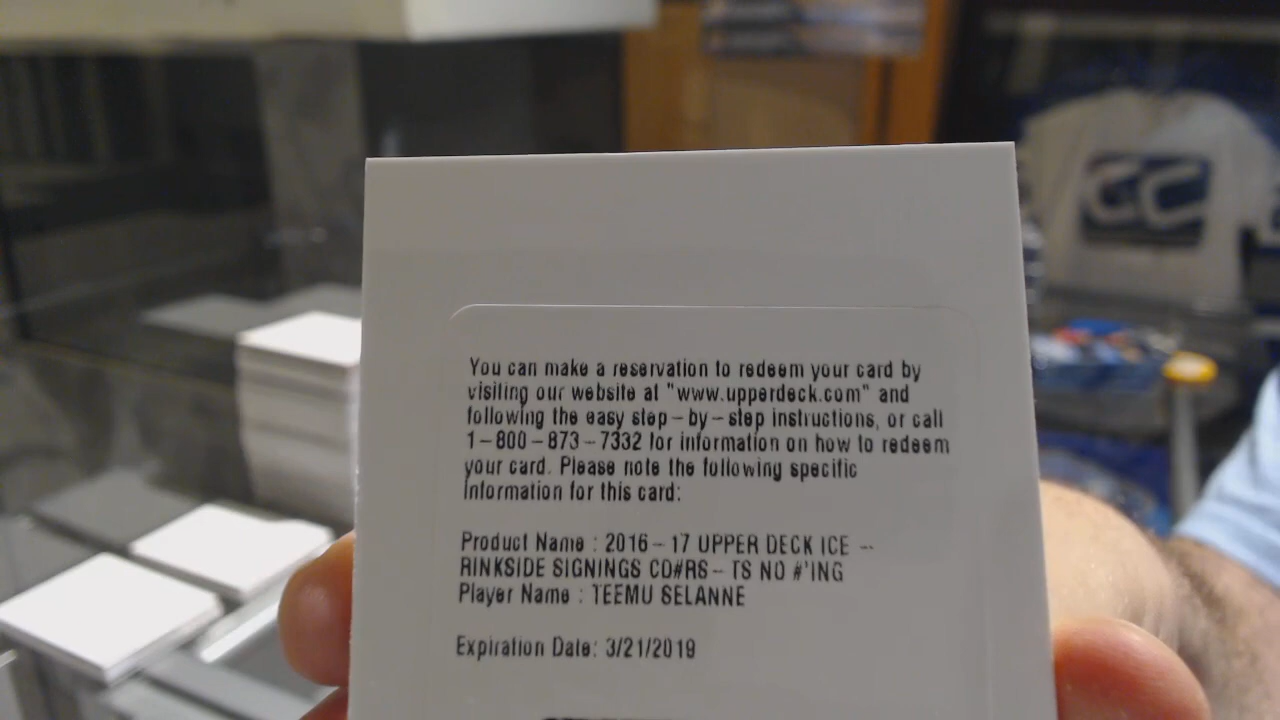 You can make a reservation to redeem your card by
visiting our website at "www.upperdeck.com" and
following the easy step-by-step instructions, or call
1-800-873-7332 for information on how to redeem
your card. Please note the following specific
Information for this card:
Product Name : 2016-17 UPPER DECK ICE --
RINKSIDE SIGNINGS CO#RS- TS NO #'ING
Player Name : TEEMU SELANNE
Expiration Date: 3/21/2019
CC